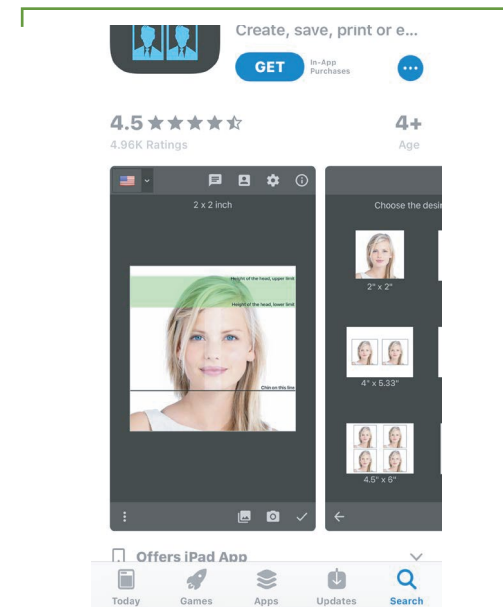 Create, save, print or e...
GET
In-App
Purchases
4.5
4+
4.96K Ratings
Age
2 x 2 inch
Height of the head, upper limit
Height of the head, lower limit
Chin on this line
Choose the desi
2" x 2"
4" x 5.33"
4.5" x 6"
Offers iPad App
Today
Games
Apps
Updates
Search